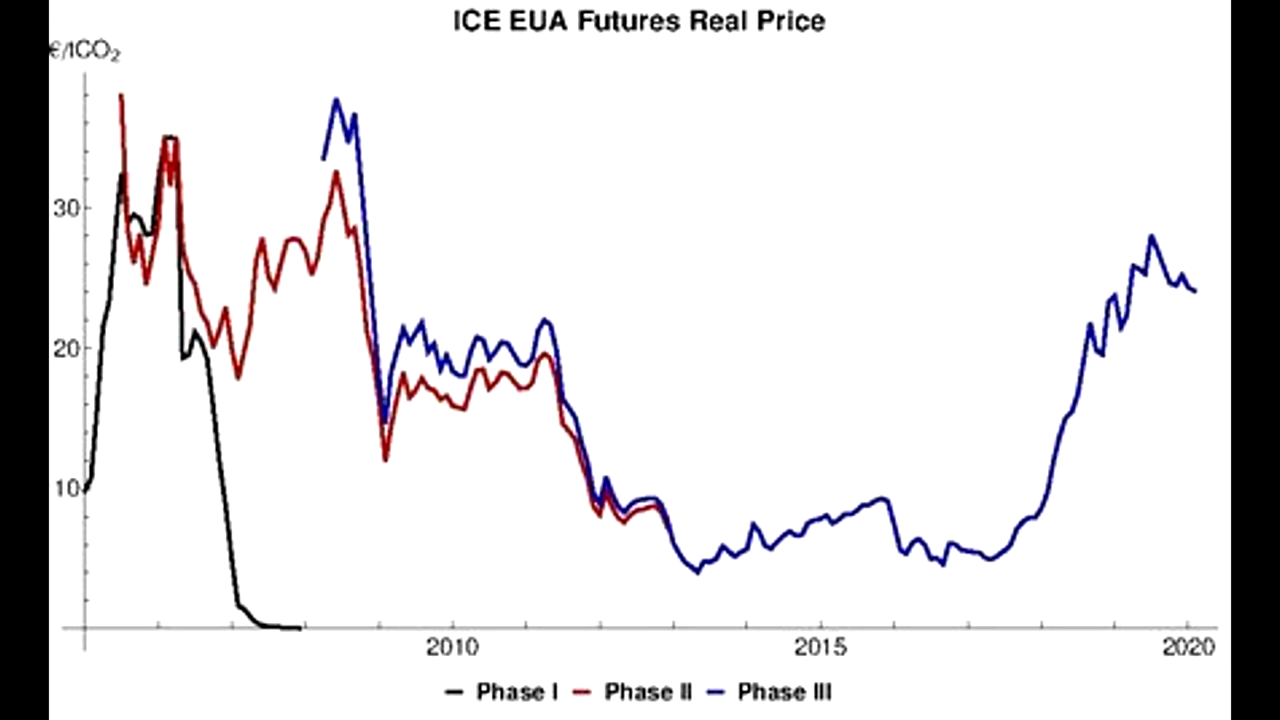 ICE EUA Futures Real Price
€/tCO₂
30
20
10
2010 2015 2020
Phase I Phase II Phase III